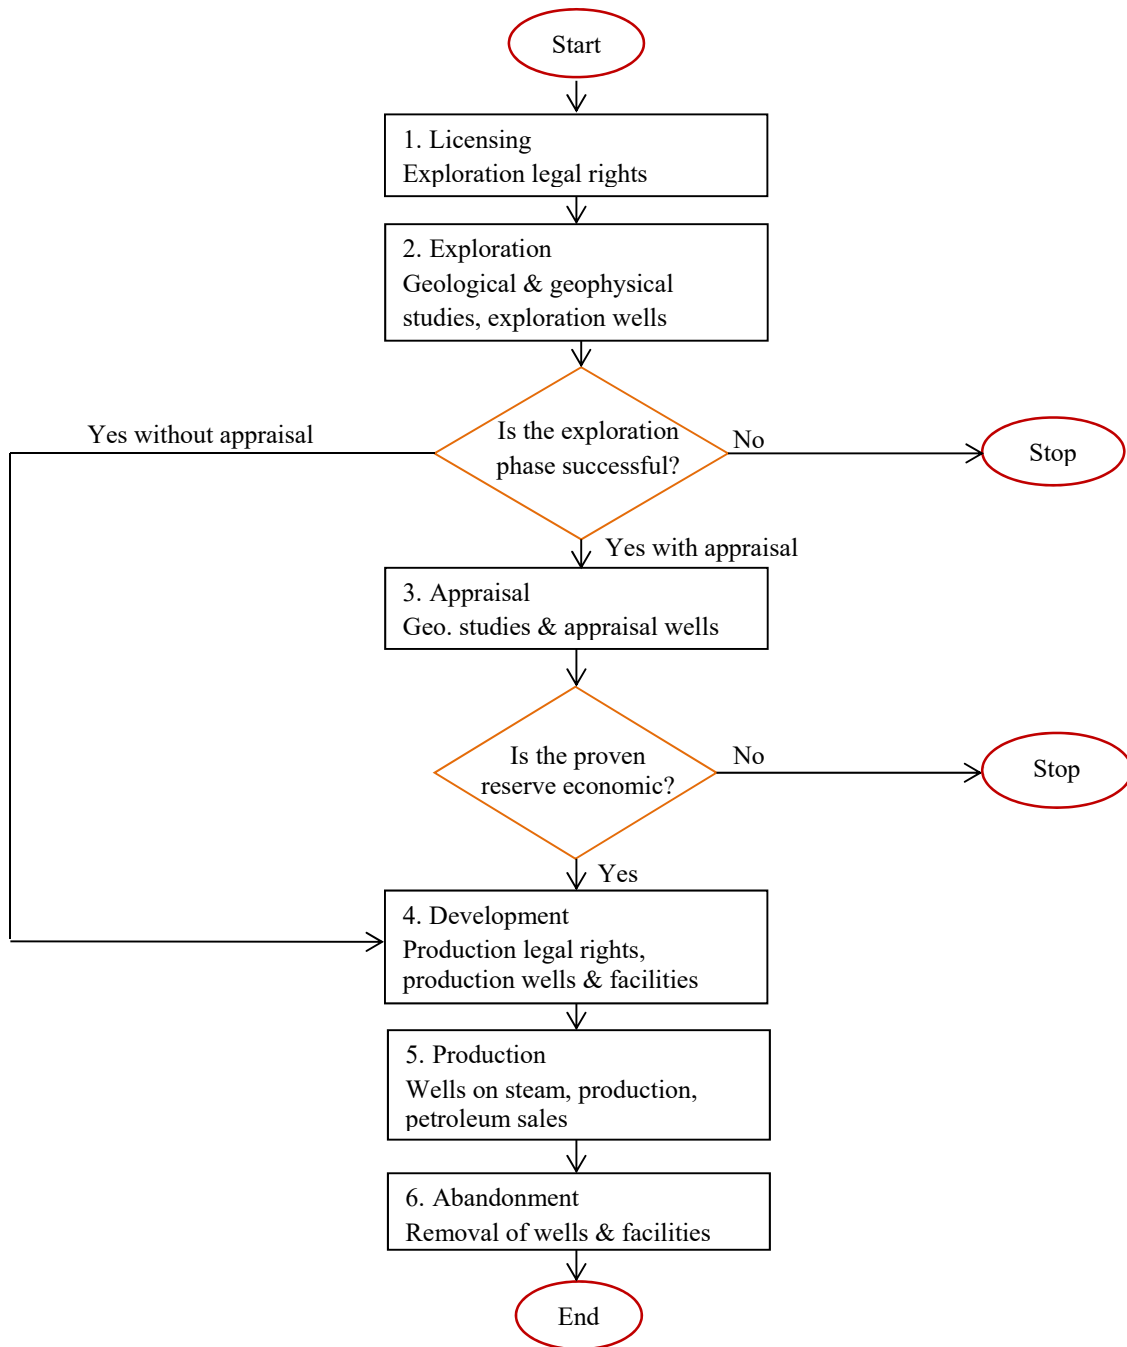 Start
1. Licensing
Exploration legal rights
2. Exploration
Geological & geophysical
studies, exploration wells
Is the exploration
phase successful?
Yes without appraisal
No
Stop
Yes with appraisal
3. Appraisal
Geo. studies & appraisal wells
Is the proven
reserve economic?
No
Stop
Yes
4. Development
Production legal rights,
production wells & facilities
5. Production
Wells on steam, production,
petroleum sales
6. Abandonment
Removal of wells & facilities
End